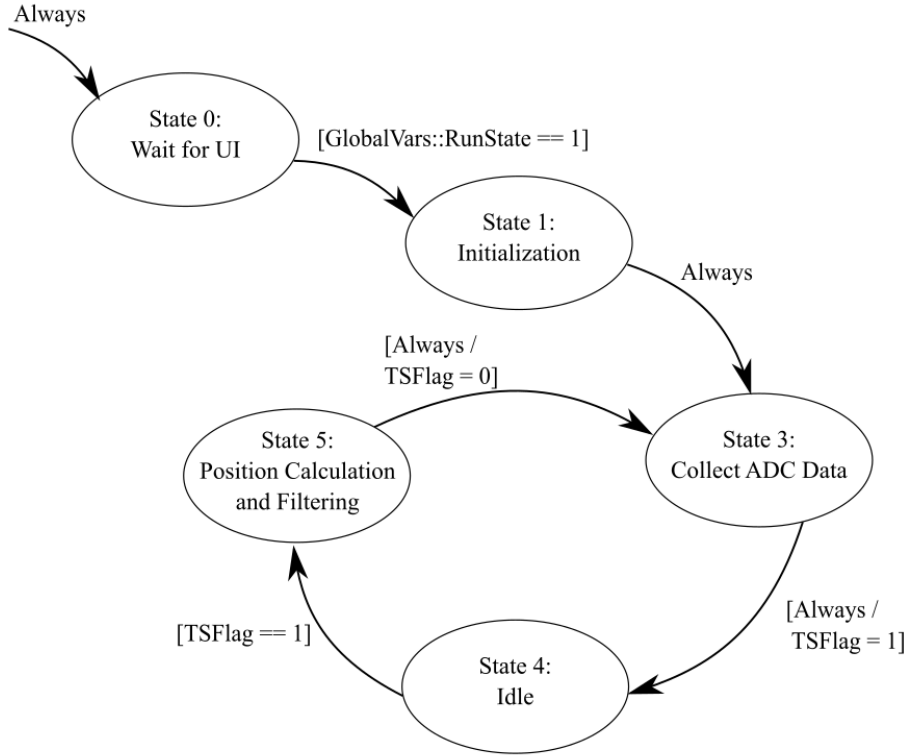 Always
State 0:
Wait for UI
[GlobalVars::RunState == 1]
State 1:
Initialization
Always
[Always /
TSFlag = 0]
State 5:
Position Calculation
and Filtering
State 3:
Collect ADC Data
[TSFlag == 1]
[Always /
TSFlag = 1]
State 4:
Idle